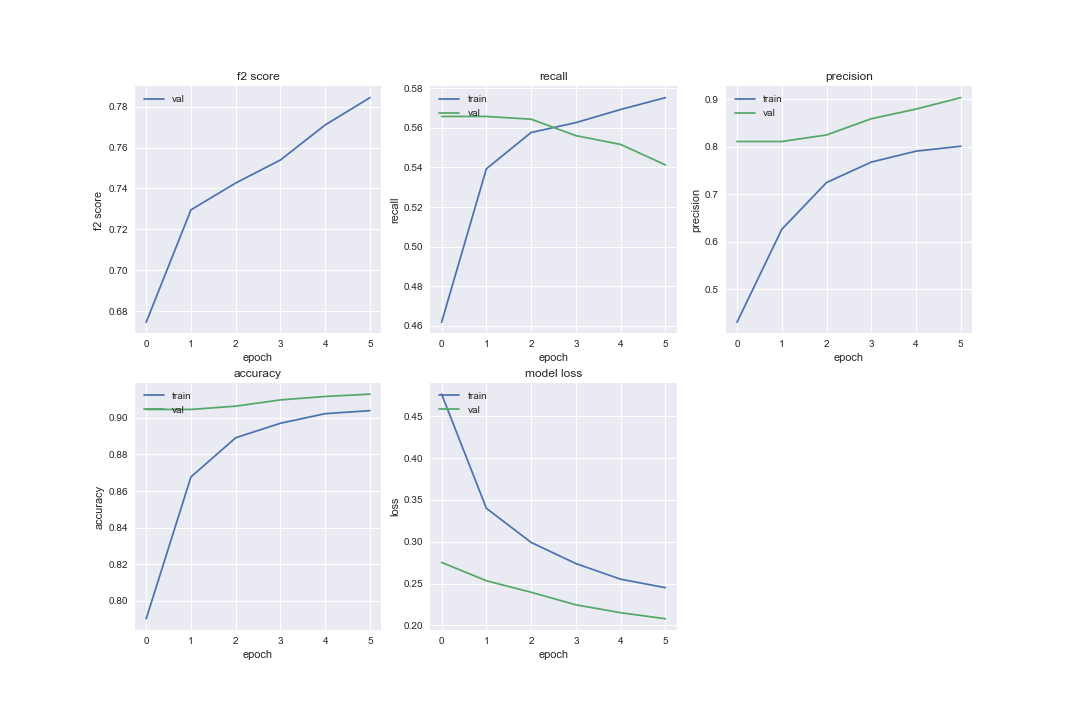 f2 score
val
0.78
0.76
0.74
0.72
0.70
0.68
f2 score
0 1 2 3 4 5
epoch
recall
train
val
0.58
0.56
0.54
0.52
0.50
0.48
0.46
recall
0 1 2 3 4 5
epoch
precision
train
val
0.9
0.8
0.7
0.6
0.5
precision
0 1 2 3 4 5
epoch
accuracy
train
val
0.90
0.88
0.86
0.84
0.82
0.80
accuracy
0 1 2 3 4 5
epoch
model loss
train
val
0.45
0.40
0.35
0.30
0.25
0.20
loss
0 1 2 3 4 5
epoch